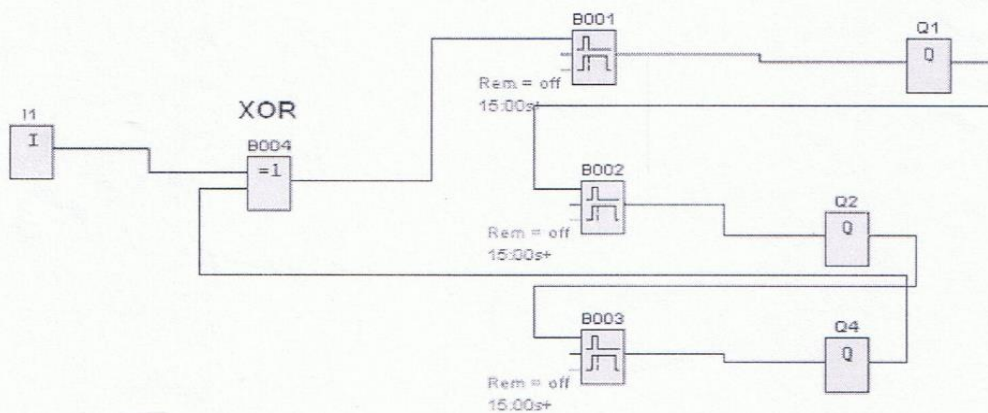 B001
Q1
Q
Rem = off
15:00s+
XOR
I1
I
B004
=1
B002
Q2
Q
Rem = off
15:00s+
B003
Q4
Q
Rem = off
15:00s+